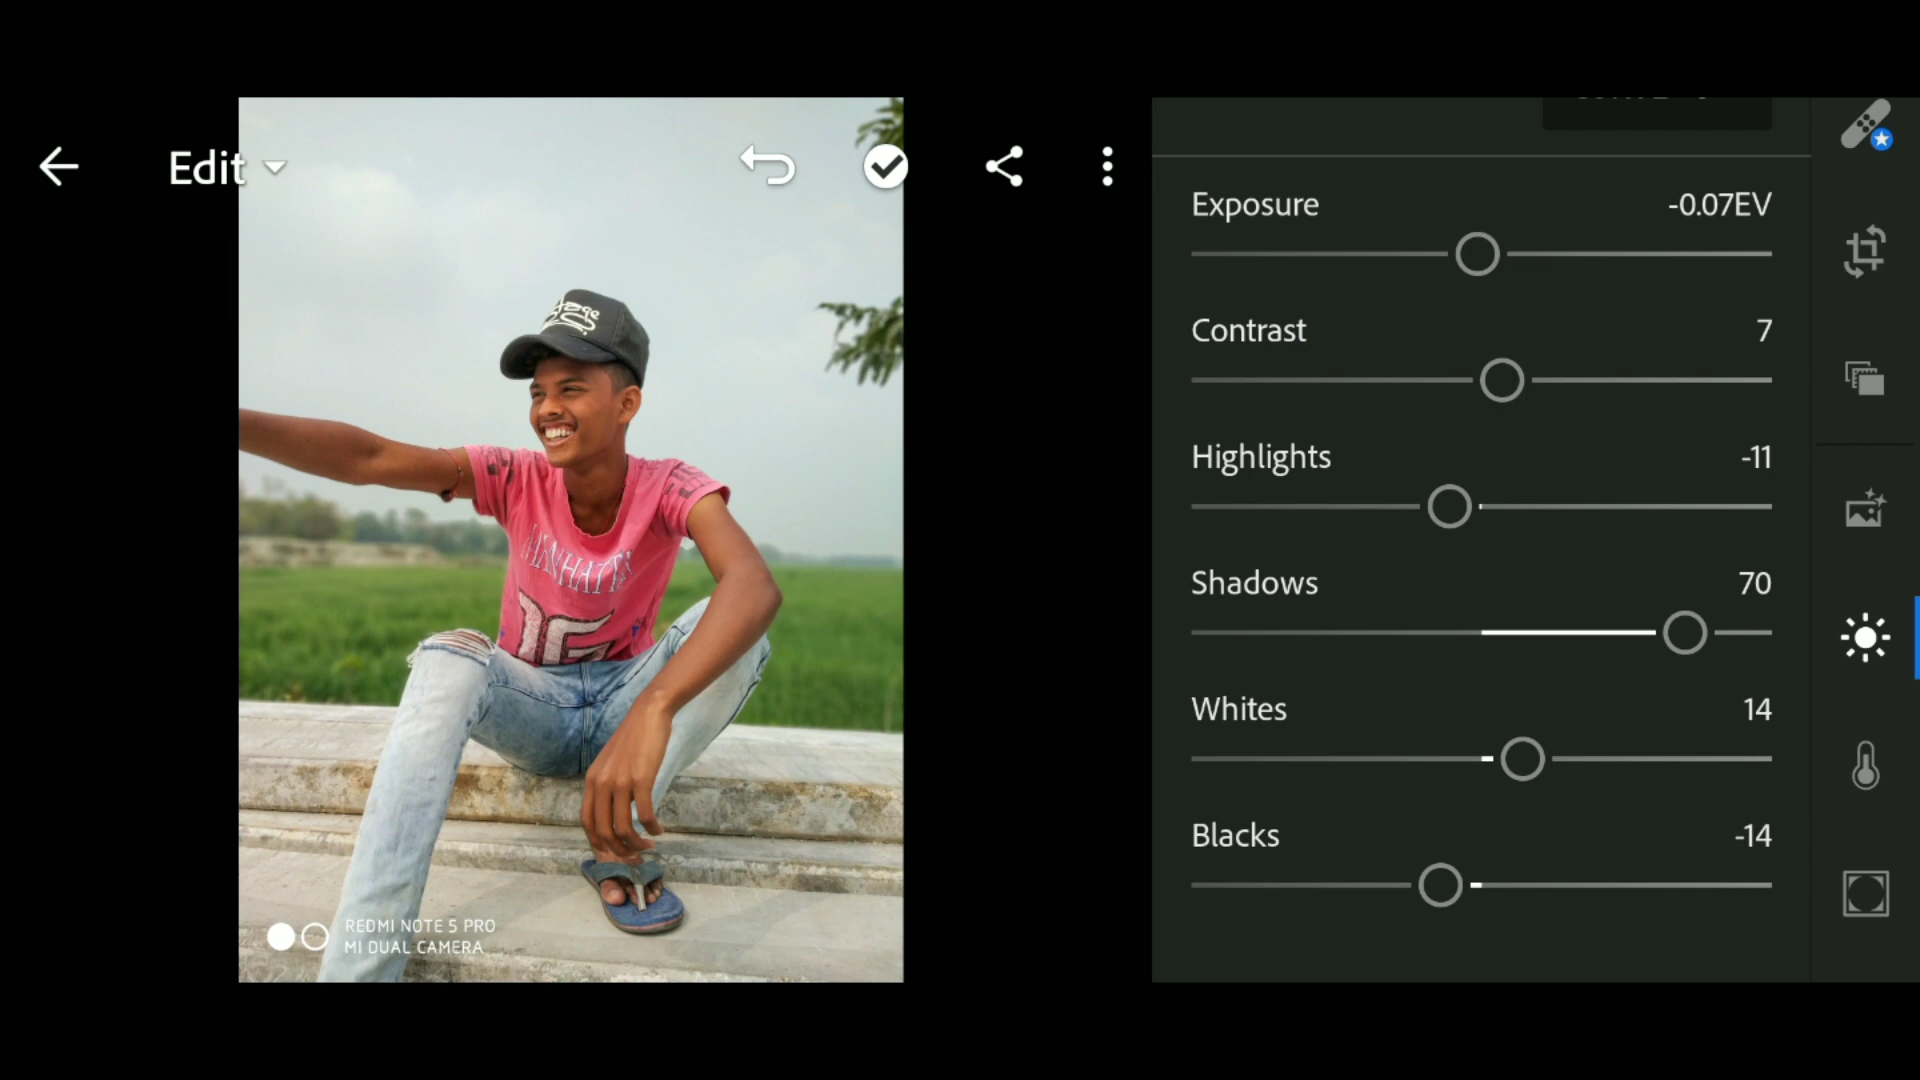 Edit
Exposure -0.07EV
Contrast 7
Highlights -11
Shadows 70
Whites 14
Blacks -14
MANHATTA
REDMI NOTE 5 PRO
MI DUAL CAMERA